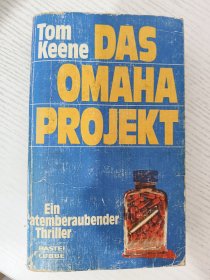 Tom
Keene
DAS
OMAHA
PROJEKT
Ein
atemberaubender
Thriller
BASTEI
LÜBBE